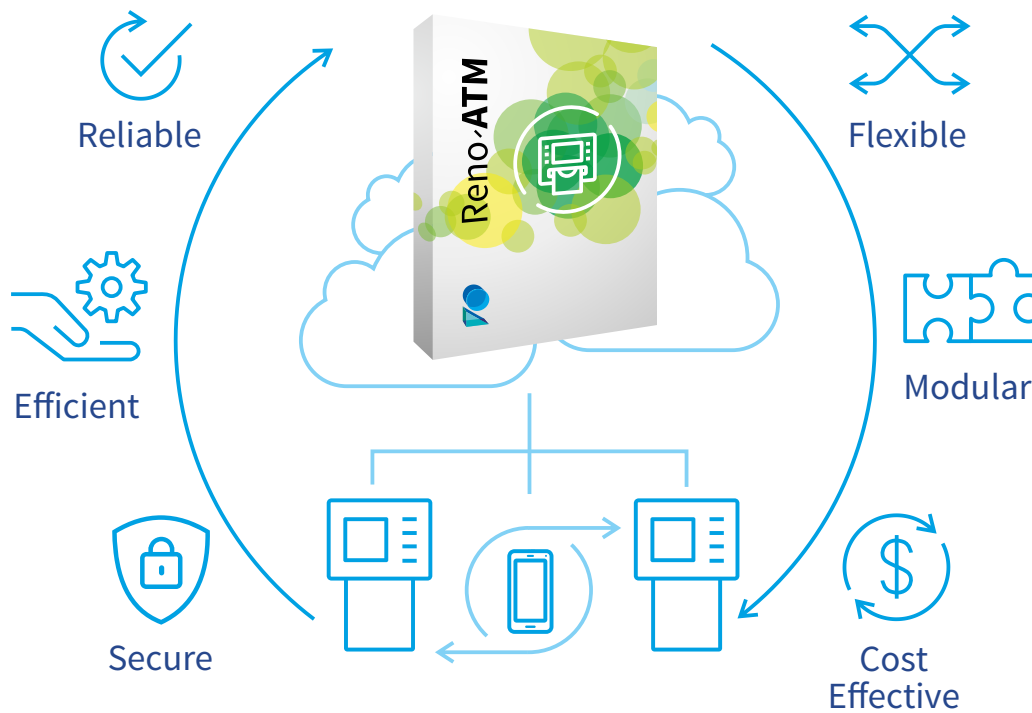 Reliable
Reno ATM
Flexible
Efficient
Modular
Secure
Cost
Effective